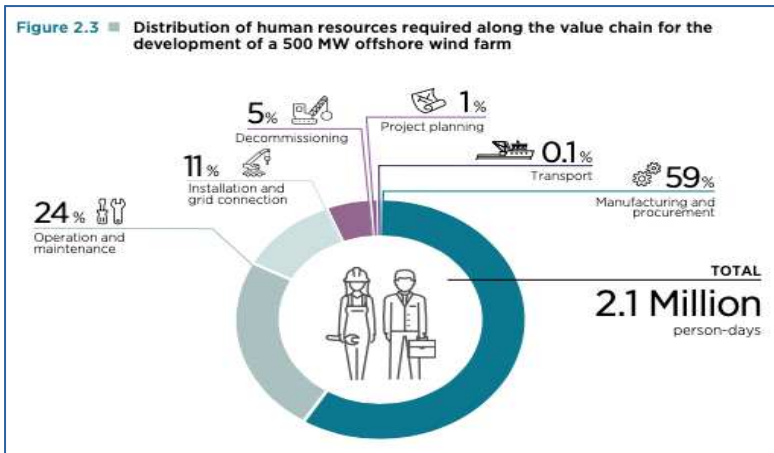 Figure 2.3 ■ Distribution of human resources required along the value chain for the
development of a 500 MW offshore wind farm
5%
Decommissioning
1%
Project planning
11%
Installation and
grid connection
0.1%
Transport
59%
Manufacturing and
procurement
24%
Operation and
maintenance
TOTAL
2.1 Million
person-days